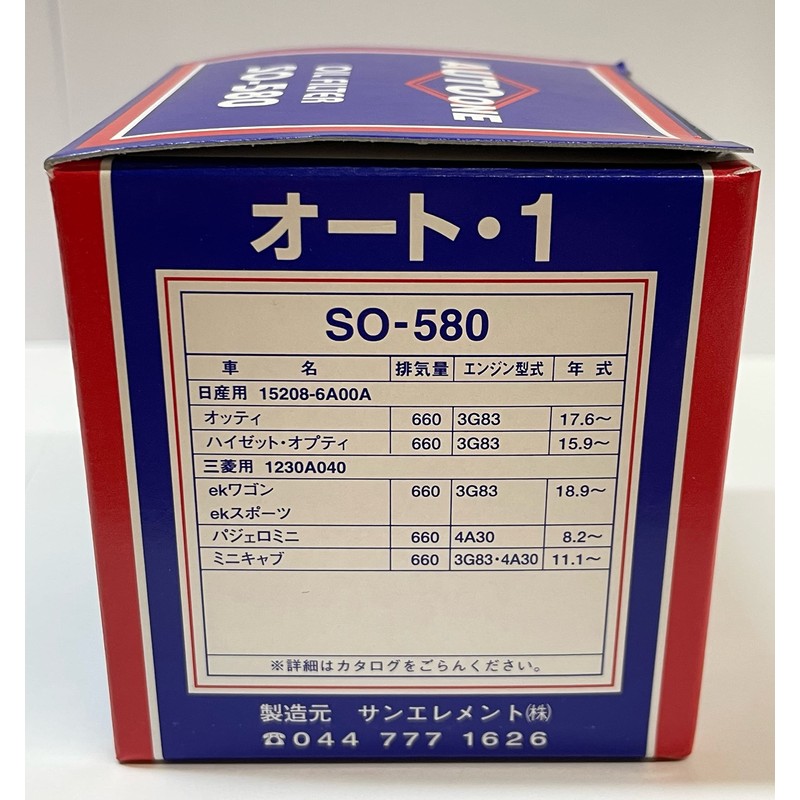 AUTO ONE
OIL FILTER
SO-580
オート・1
SO-580
車 名 排気量 エンジン型式 年 式
日産用 15208-6A00A
オッティ 660 3G83 17.6〜
ハイゼット・オプティ 660 3G83 15.9〜
三菱用 1230A040
ekワゴン 660 3G83 18.9〜
ekスポーツ
パジェロミニ 660 4A30 8.2〜
ミニキャブ 660 3G83・4A30 11.1〜
※詳細はカタログをごらんください。
製造元 サンエレメント㈱
☎044 777 1626